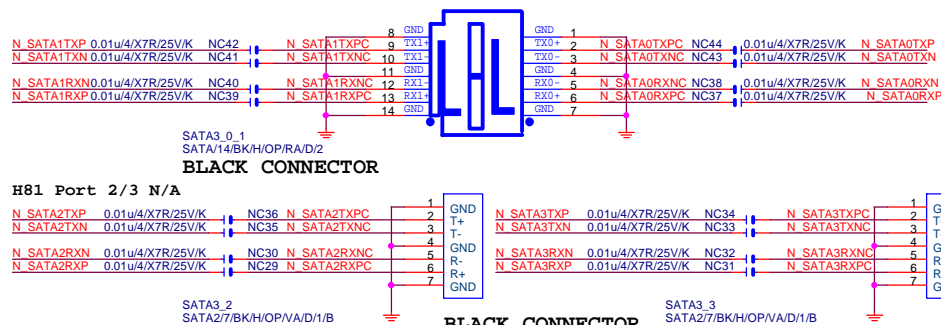 8 GND GND 1
N_SATA1TXP 0.01u/4/X7R/25V/K NC42 N_SATA1TXPC 9 TX1+ TX0+ 2 N_SATA0TXPC NC44 0.01u/4/X7R/25V/K N_SATA0TXP
N_SATA1TXN 0.01u/4/X7R/25V/K NC41 N_SATA1TXNC 10 TX1- TX0- 3 N_SATA0TXNC NC43 0.01u/4/X7R/25V/K N_SATA0TXN
11 GND GND 4
N_SATA1RXN 0.01u/4/X7R/25V/K NC40 N_SATA1RXNC 12 RX1- RX0- 5 N_SATA0RXNC NC38 0.01u/4/X7R/25V/K N_SATA0RXN
N_SATA1RXP 0.01u/4/X7R/25V/K NC39 N_SATA1RXPC 13 RX1+ RX0+ 6 N_SATA0RXPC NC37 0.01u/4/X7R/25V/K N_SATA0RXP
14 GND GND 7
SATA3_0_1
SATA/14/BK/H/OP/RA/D/2
BLACK CONNECTOR
H81 Port 2/3 N/A
1 GND 1
N_SATA2TXP 0.01u/4/X7R/25V/K NC36 N_SATA2TXPC 2 T+ N_SATA3TXP 0.01u/4/X7R/25V/K NC34 N_SATA3TXPC 2
N_SATA2TXN 0.01u/4/X7R/25V/K NC35 N_SATA2TXNC 3 T- N_SATA3TXN 0.01u/4/X7R/25V/K NC33 N_SATA3TXNC 3
4 GND 4
N_SATA2RXN 0.01u/4/X7R/25V/K NC30 N_SATA2RXNC 5 R- N_SATA3RXN 0.01u/4/X7R/25V/K NC32 N_SATA3RXNC 5
N_SATA2RXP 0.01u/4/X7R/25V/K NC29 N_SATA2RXPC 6 R+ N_SATA3RXP 0.01u/4/X7R/25V/K NC31 N_SATA3RXPC 6
7 GND 7
SATA3_2 SATA3_3
SATA2/7/BK/H/OP/VA/D/1/B BLACK CONNECTOR SATA2/7/BK/H/OP/VA/D/1/B